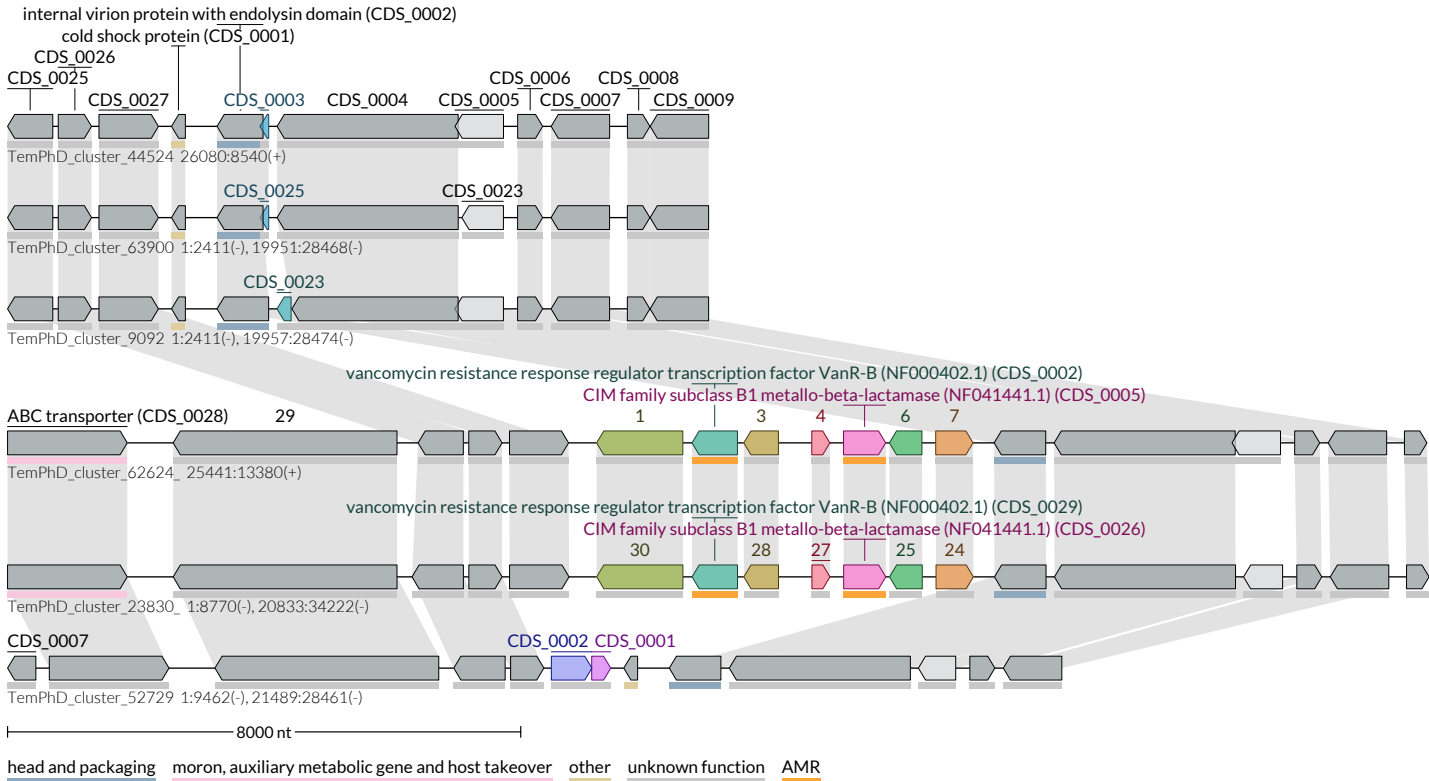 internal virion protein with endolysin domain (CDS_0002)
cold shock protein (CDS_0001)
CDS_0026
CDS_0025
CDS_0006 CDS_0008
CDS_0027 CDS_0003 CDS_0004 CDS_0005 CDS_0007 CDS_0009
TemPhD_cluster_44524 26080:8540(+)
CDS_0025 CDS_0023
TemPhD_cluster_63900 1:2411(-), 19951:28468(-)
CDS_0023
TemPhD_cluster_9092 1:2411(-), 19957:28474(-)
vancomycin resistance response regulator transcription factor VanR-B (NF000402.1) (CDS_0002)
CIM family subclass B1 metallo-beta-lactamase (NF041441.1) (CDS_0005)
ABC transporter (CDS_0028) 29 1 3 4 6 7
TemPhD_cluster_62624_ 25441:13380(+)
vancomycin resistance response regulator transcription factor VanR-B (NF000402.1) (CDS_0029)
CIM family subclass B1 metallo-beta-lactamase (NF041441.1) (CDS_0026)
30 28 27 25 24
TemPhD_cluster_23830_ 1:8770(-), 20833:34222(-)
CDS_0007 CDS_0002 CDS_0001
TemPhD_cluster_52729 1:9462(-), 21489:28461(-)
8000 nt
head and packaging moron, auxiliary metabolic gene and host takeover other unknown function AMR